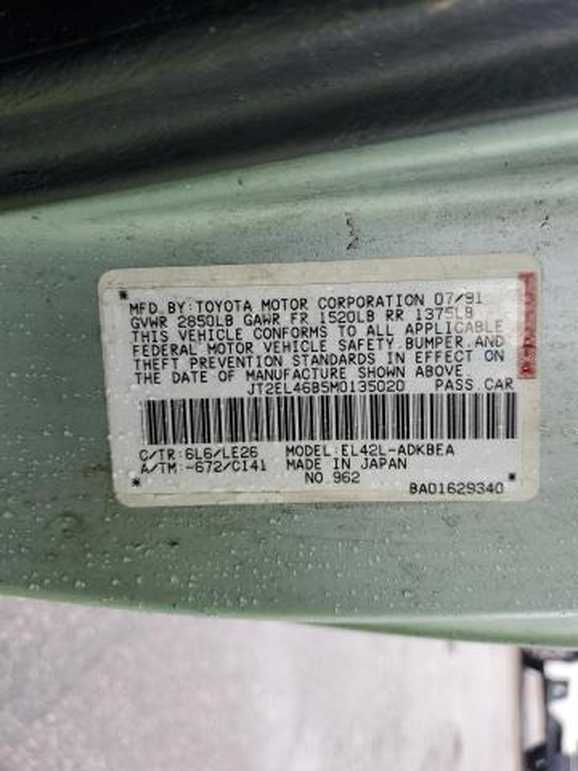 MFD.BY:TOYOTA MOTOR CORPORATION 07/91
GVWR 2850LB GAWR FR 1520LB RR 1375LB
THIS VEHICLE CONFORMS TO ALL APPLICABLE
FEDERAL MOTOR VEHICLE SAFETY.BUMPER.AND
THEFT PREVENTION STANDARDS IN EFFECT ON
THE DATE OF MANUFACTURE SHOWN ABOVE.
JT2EL46B5M0135020 PASS.CAR
C/TR:6L6/LE26 MODEL:EL42L-ADKBEA
A/TM:-672/C141 MADE IN JAPAN
NO.962
BA01629340